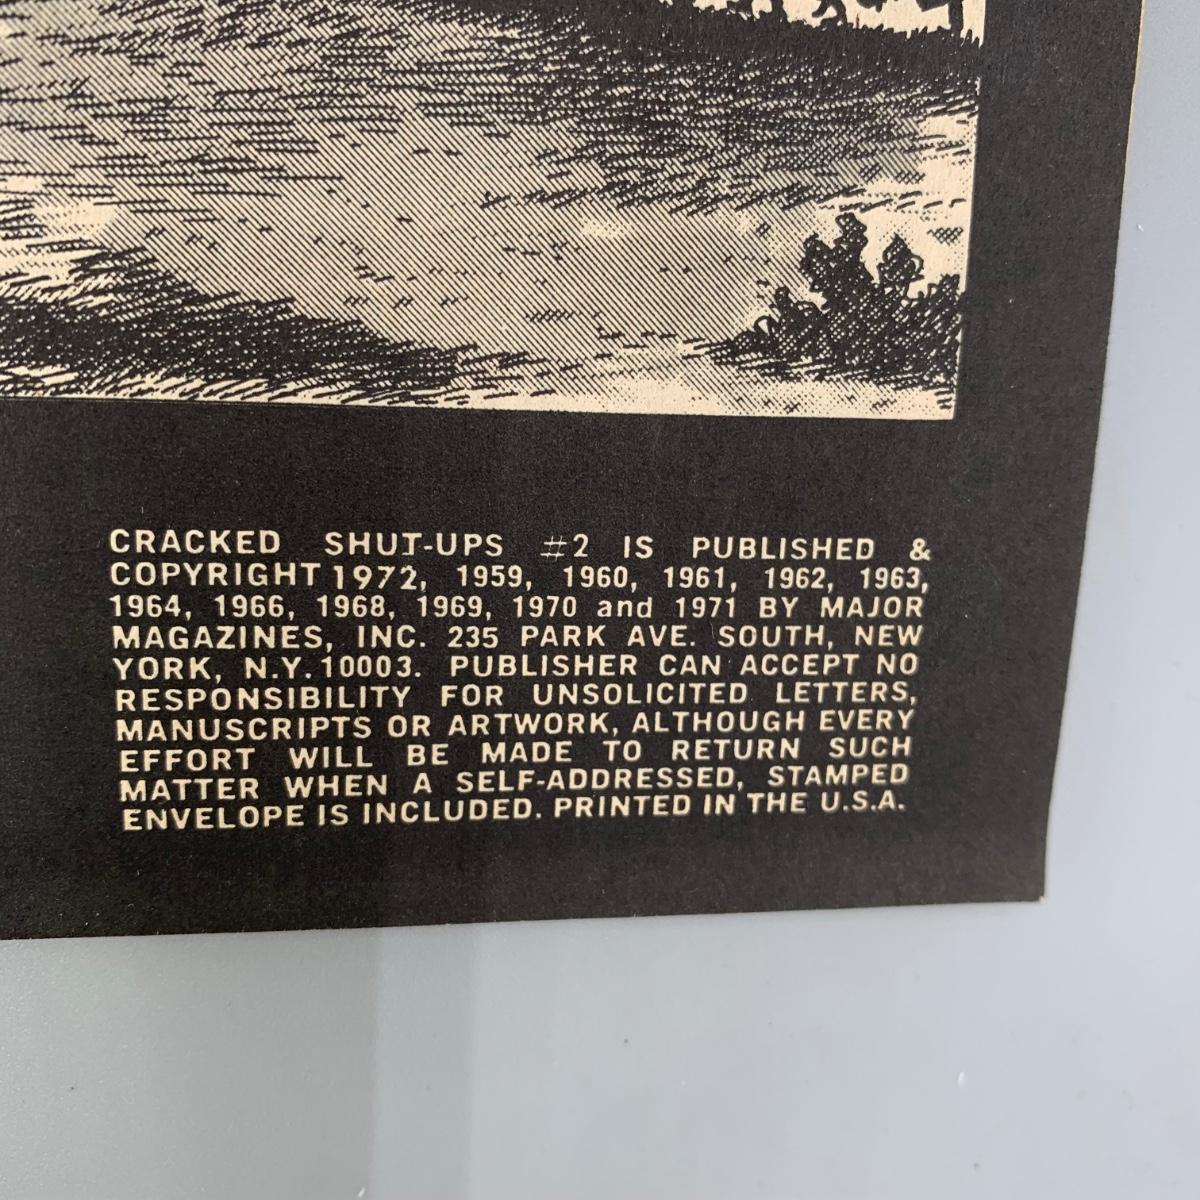 CRACKED SHUT-UPS #2 IS PUBLISHED &
COPYRIGHT 1972, 1959, 1960, 1961, 1962, 1963,
1964, 1966, 1968, 1969, 1970 and 1971 BY MAJOR
MAGAZINES, INC. 235 PARK AVE. SOUTH, NEW
YORK, N.Y. 10003. PUBLISHER CAN ACCEPT NO
RESPONSIBILITY FOR UNSOLICITED LETTERS,
MANUSCRIPTS OR ARTWORK, ALTHOUGH EVERY
EFFORT WILL BE MADE TO RETURN SUCH
MATTER WHEN A SELF-ADDRESSED, STAMPED
ENVELOPE IS INCLUDED. PRINTED IN THE U.S.A.